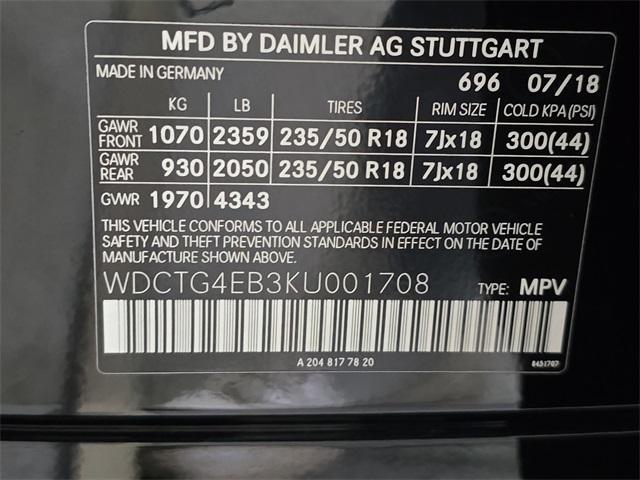 MFD BY DAIMLER AG STUTTGART
MADE IN GERMANY 696 07/18
KG LB TIRES RIM SIZE COLD KPA(PSI)
GAWR FRONT 1070 2359 235/50 R18 7Jx18 300(44)
GAWR REAR 930 2050 235/50 R18 7Jx18 300(44)
GVWR 1970 4343
THIS VEHICLE CONFORMS TO ALL APPLICABLE FEDERAL MOTOR VEHICLE
SAFETY AND THEFT PREVENTION STANDARDS IN EFFECT ON THE DATE OF
MANUFACTURE SHOWN ABOVE.
WDCTG4EB3KU001708 TYPE: MPV
A 204 817 78 20 8451707